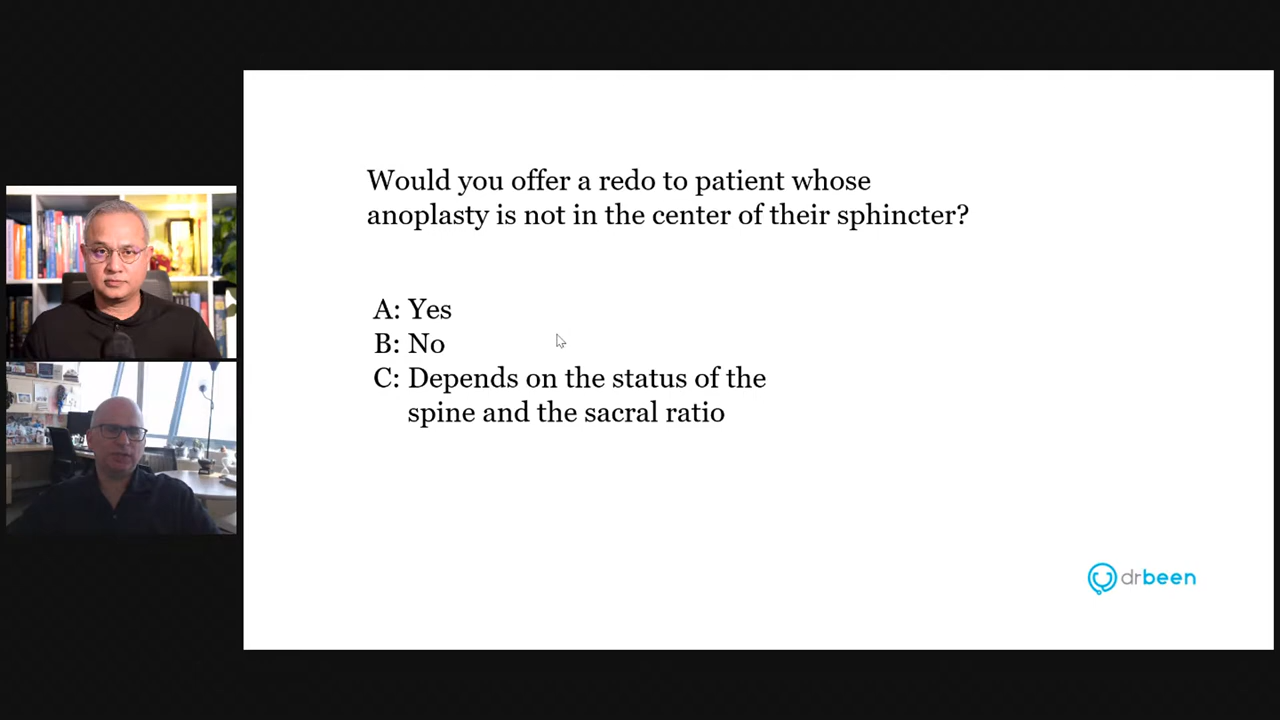 Would you offer a redo to patient whose
anoplasty is not in the center of their sphincter?
A: Yes
B: No
C: Depends on the status of the
spine and the sacral ratio
drbeen